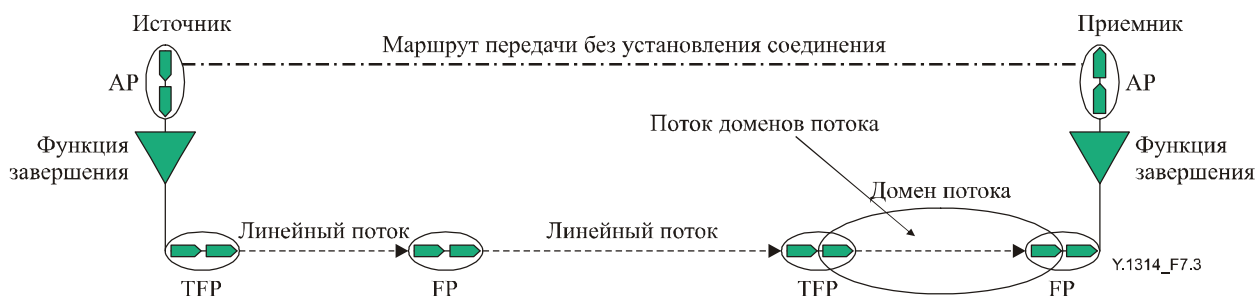 Источник
Приемник
Маршрут передачи без установления соединения
AP
AP
Поток доменов потока
Функция
завершения
Функция
завершения
Домен потока
Линейный поток
Линейный поток
TFP
FP
TFP
FP
Y.1314_F7.3